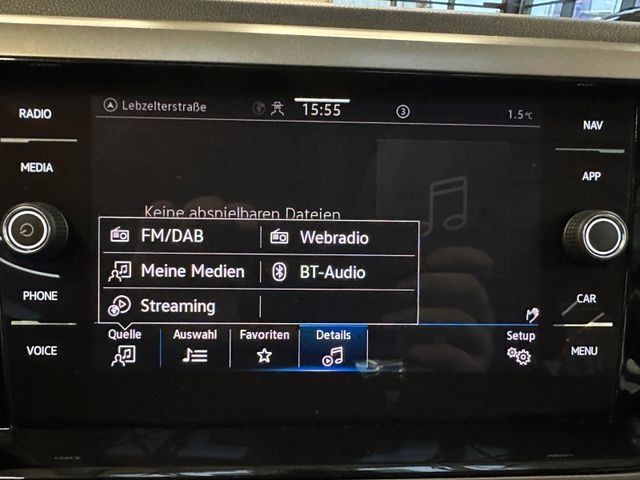 Lebzelterstraße 15:55 3 1.5°C
RADIO
NAV
MEDIA
APP
Keine abspielbaren Dateien
FM/DAB Webradio
Meine Medien BT-Audio
Streaming
PHONE
CAR
Quelle Auswahl Favoriten Details Setup
VOICE
MENU